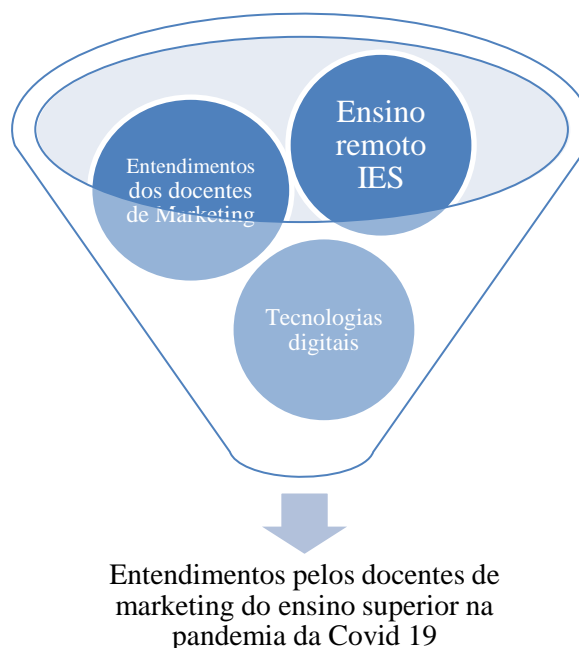 Ensino
remoto
IES
Entendimentos
dos docentes
de Marketing
Tecnologias
digitais
Entendimentos pelos docentes de
marketing do ensino superior na
pandemia da Covid 19